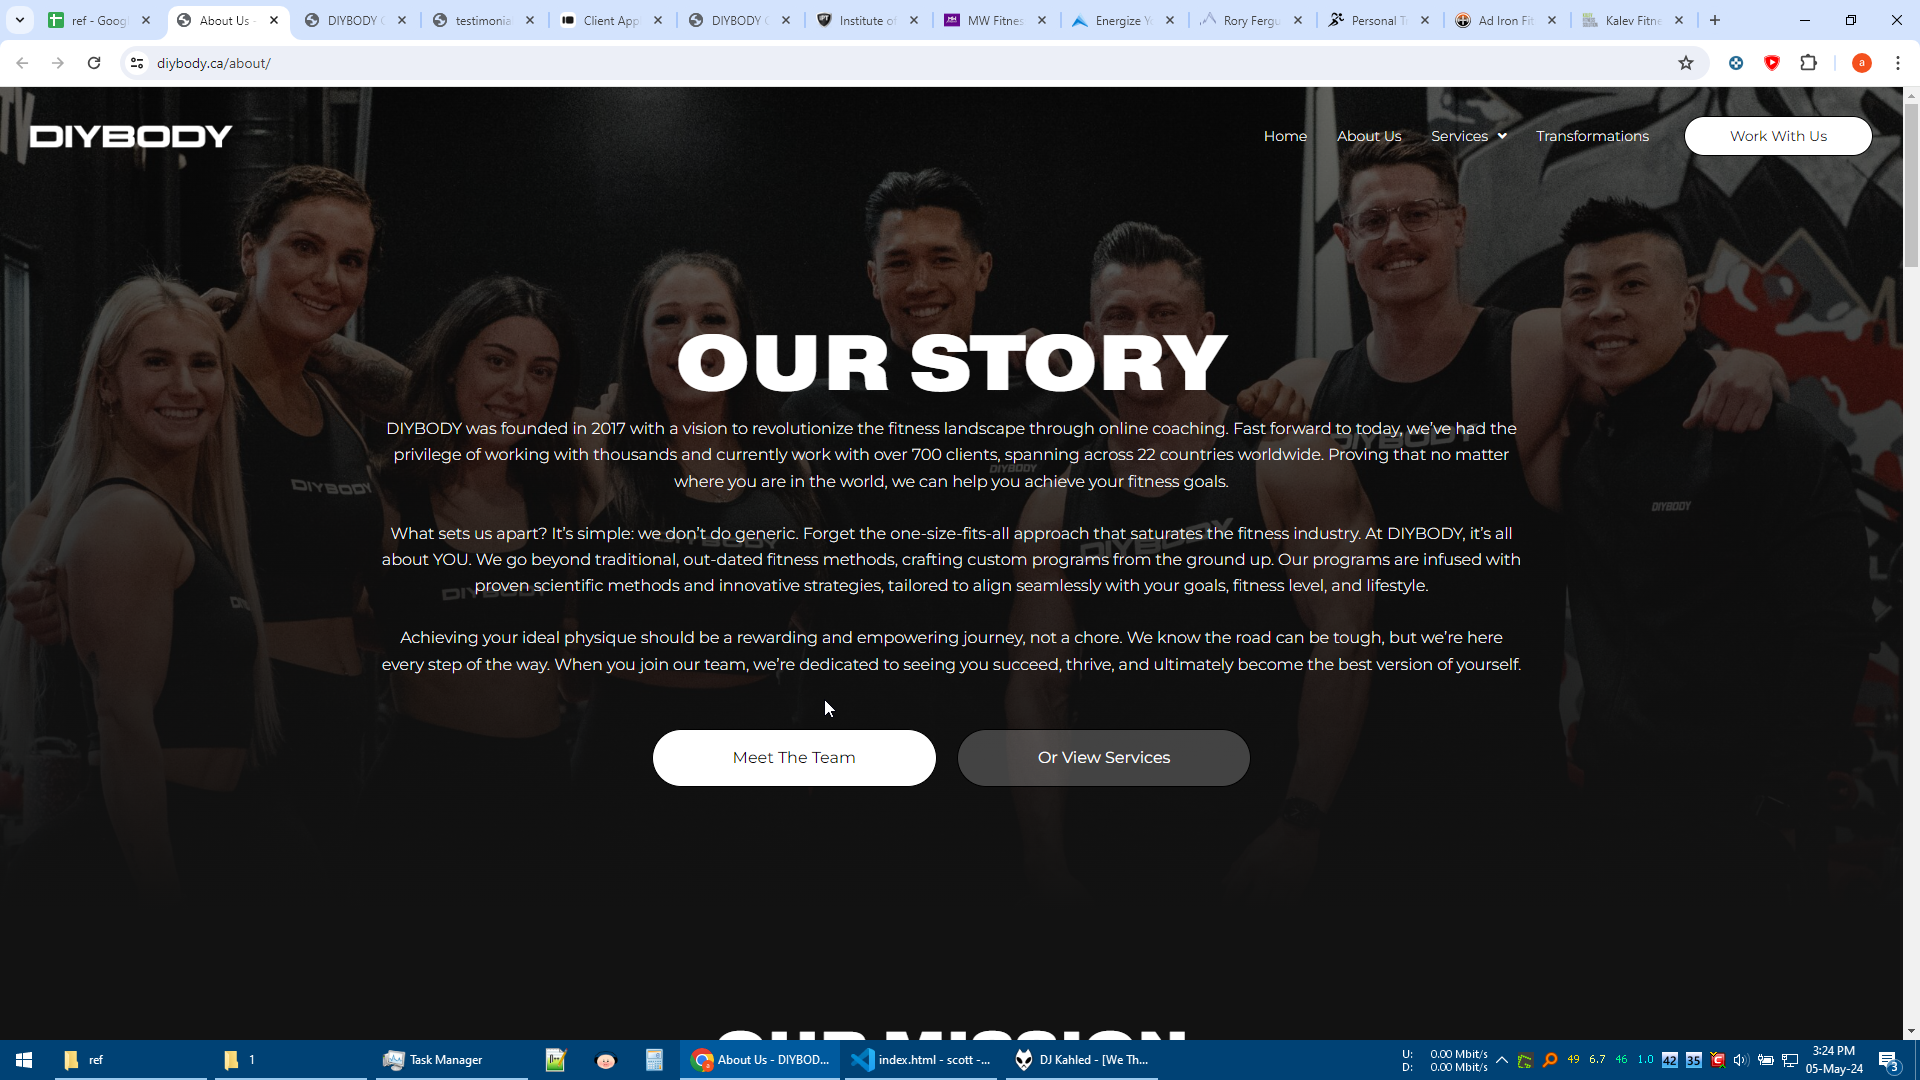 ref - Goog
About Us -
DIYBODY C
testimonia
Client App
DIYBODY C
Institute of
MW Fitnes
Energize Y
Rory Fergu
Personal T
Ad Iron Fit
Kalev Fitne
diybody.ca/about/
a
DIYBODY
Home
About Us
Services
Transformations
Work With Us
OUR STORY
DIYBODY was founded in 2017 with a vision to revolutionize the fitness landscape through online coaching. Fast forward to today, we've had the
privilege of working with thousands and currently work with over 700 clients, spanning across 22 countries worldwide. Proving that no matter
where you are in the world, we can help you achieve your fitness goals.
What sets us apart? It's simple: we don't do generic. Forget the one-size-fits-all approach that saturates the fitness industry. At DIYBODY, it's all
about YOU. We go beyond traditional, out-dated fitness methods, crafting custom programs from the ground up. Our programs are infused with
proven scientific methods and innovative strategies, tailored to align seamlessly with your goals, fitness level, and lifestyle.
Achieving your ideal physique should be a rewarding and empowering journey, not a chore. We know the road can be tough, but we're here
every step of the way. When you join our team, we're dedicated to seeing you succeed, thrive, and ultimately become the best version of yourself.
DIYBODY
DIYBODY
DIYBODY
Meet The Team
Or View Services
OUR MISSION
ref
1
Task Manager
About Us - DIYBOD...
index.html - scott -...
DJ Kahled - [We Th...
U: 0.00 Mbit/s
D: 0.00 Mbit/s
49 6.7 46 1.0 42 35
3:24 PM
05-May-24
3